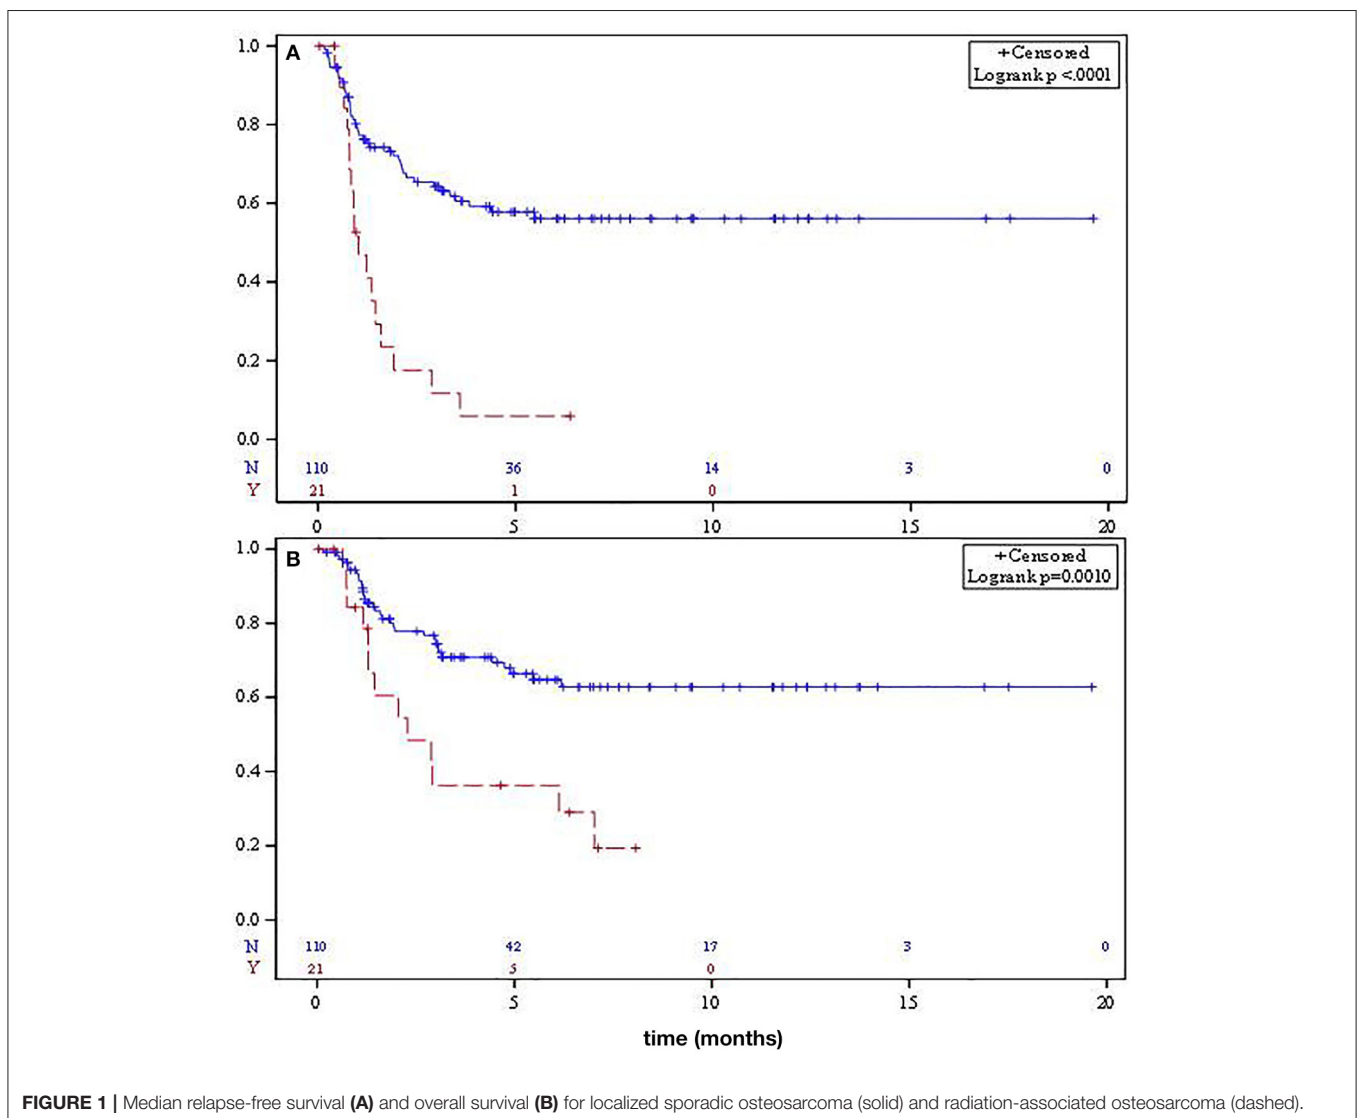 A
+Censored
Logrank p <.0001
1.0
0.8
0.6
0.4
0.2
0.0
N 110 36 14 3 0
Y 21 1 0
0 5 10 15 20
B
+Censored
Logrank p=0.0010
1.0
0.8
0.6
0.4
0.2
0.0
N 110 42 17 3 0
Y 21 5 0
0 5 10 15 20
time (months)
FIGURE 1 | Median relapse-free survival (A) and overall survival (B) for localized sporadic osteosarcoma (solid) and radiation-associated osteosarcoma (dashed).